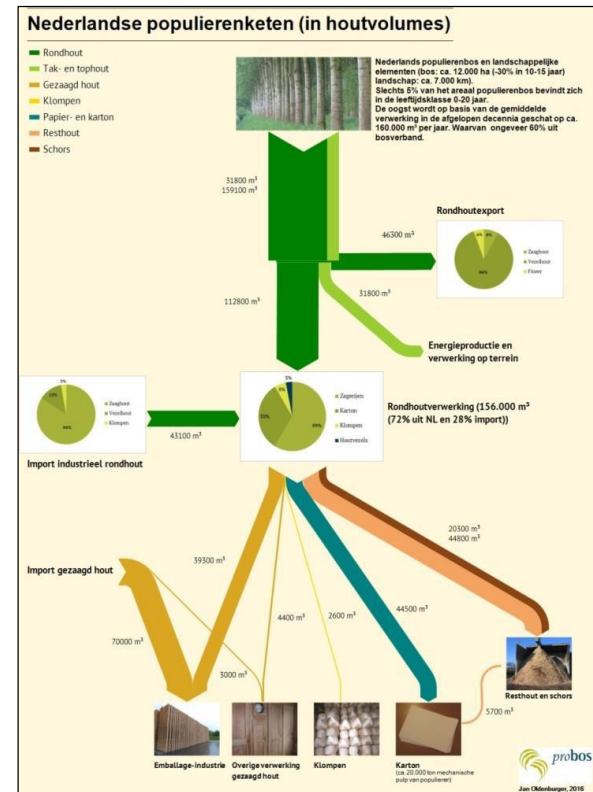 Nederlandse populierenketen (in houtvolumes)
Rondhout
Tak- en tophout
Gezaagd hout
Klompen
Papier- en karton
Resthout
Schors
Nederlands populierenbos en landschappelijke
elementen (bos: ca. 12.000 ha (-30% in 10-15 jaar)
landschap: ca. 7.000 km).
Slechts 5% van het areaal populierenbos bevindt zich
in de leeftijdsklasse 0-20 jaar.
De oogst wordt op basis van de gemiddelde
verwerking in de afgelopen decennia geschat op ca.
160.000 m³ per jaar. Waarvan ongeveer 60% uit
bosverband.
31800 m³
159100 m³
Rondhoutexport
46300 m³
Zaaghout
Vezelhout
Fineer
86%
112800 m³
31800 m³
Energieproductie en
verwerking op terrein
5%
Zaaghout
Vezelhout
Klompen
43100 m³
Import industrieel rondhout
5%
Zagerijen
Karton
Klompen
Houtvezels
59%
Rondhoutverwerking (156.000 m³
(72% uit NL en 28% import))
Import gezaagd hout
39300 m³
4400 m³
2600 m³
44500 m³
20300 m³
44800 m³
70000 m³
3000 m³
5700 m³
Resthout en schors
Emballage-industrie
Overige verwerking
gezaagd hout
Klompen
Karton
(ca. 20.000 ton mechanische
pulp van populieren)
probos
Jan Oldenburger, 2016